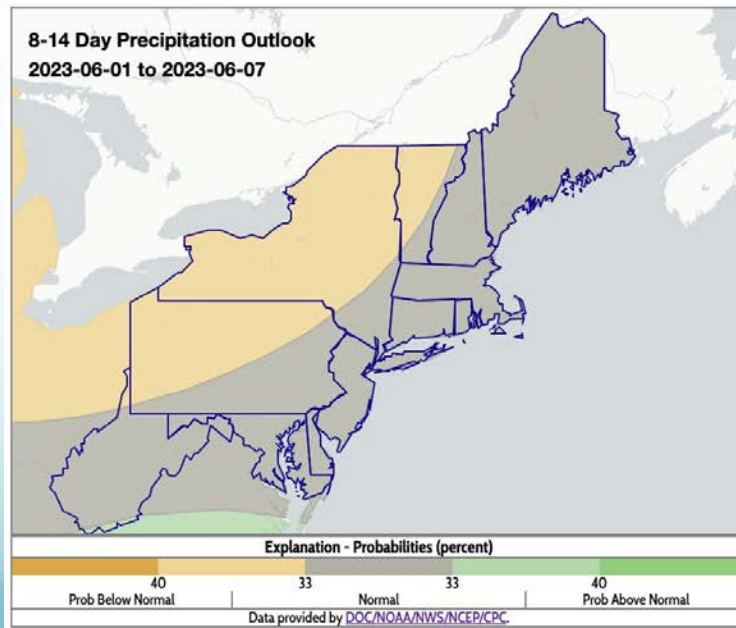 8-14 Day Precipitation Outlook
2023-06-01 to 2023-06-07
Explanation - Probabilities (percent)
40 33 33 40
Prob Below Normal | Normal | Prob Above Normal
Data provided by DOC/NOAA/NWS/NCEP/CPC.